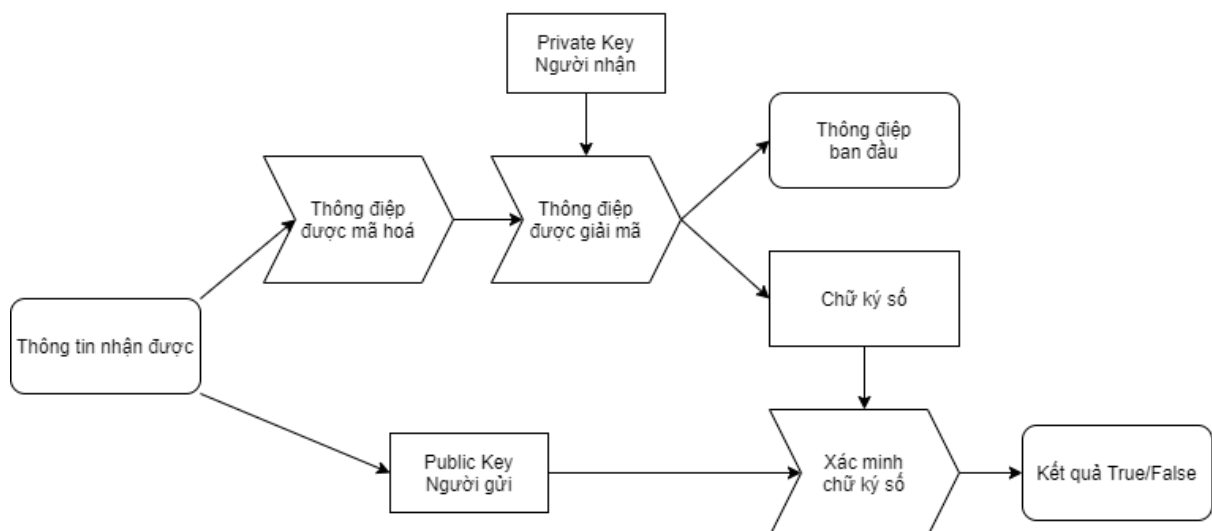 Private Key
Người nhận
Thông điệp
ban đầu
Thông điệp
được mã hoá
Thông điệp
được giải mã
Chữ ký số
Thông tin nhận được
Public Key
Người gửi
Xác minh
chữ ký số
Kết quả True/False